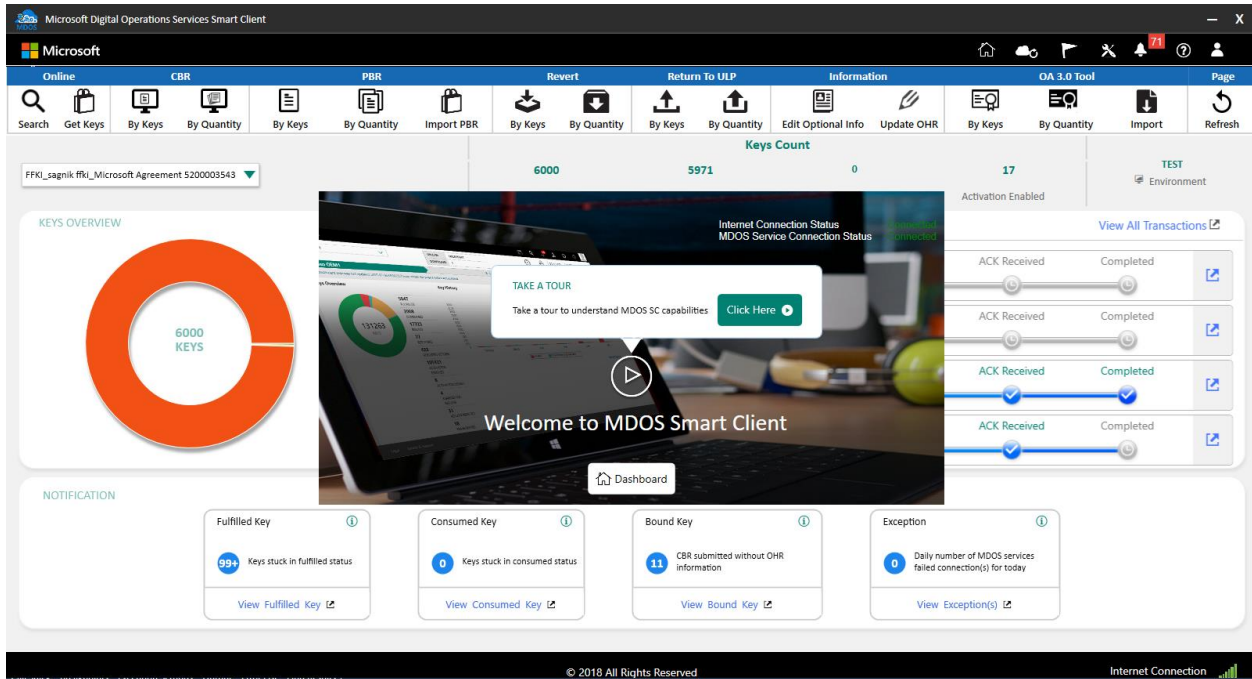 MDOS
Microsoft Digital Operations Services Smart Client
– X
Microsoft
71
Online CBR PBR Revert Return To ULP Information OA 3.0 Tool Page
Search Get Keys By Keys By Quantity By Keys By Quantity Import PBR By Keys By Quantity By Keys By Quantity Edit Optional Info Update OHR By Keys By Quantity Import Refresh
Keys Count
FFKI_sagnik ffki_Microsoft Agreement 5200003543
6000 5971 0 17
Activation Enabled
TEST
Environment
KEYS OVERVIEW
6000
KEYS
Internet Connection Status Connected
MDOS Service Connection Status Connected
TAKE A TOUR
Take a tour to understand MDOS SC capabilities Click Here
131263
Welcome to MDOS Smart Client
Dashboard
View All Transactions
ACK Received Completed
ACK Received Completed
ACK Received Completed
ACK Received Completed
NOTIFICATION
Fulfilled Key
99+ Keys stuck in fulfilled status
View Fulfilled Key
Consumed Key
0 Keys stuck in consumed status
View Consumed Key
Bound Key
11 CBR submitted without OHR
information
View Bound Key
Exception
0 Daily number of MDOS services
failed connection(s) for today
View Exception(s)
© 2018 All Rights Reserved
Internet Connection